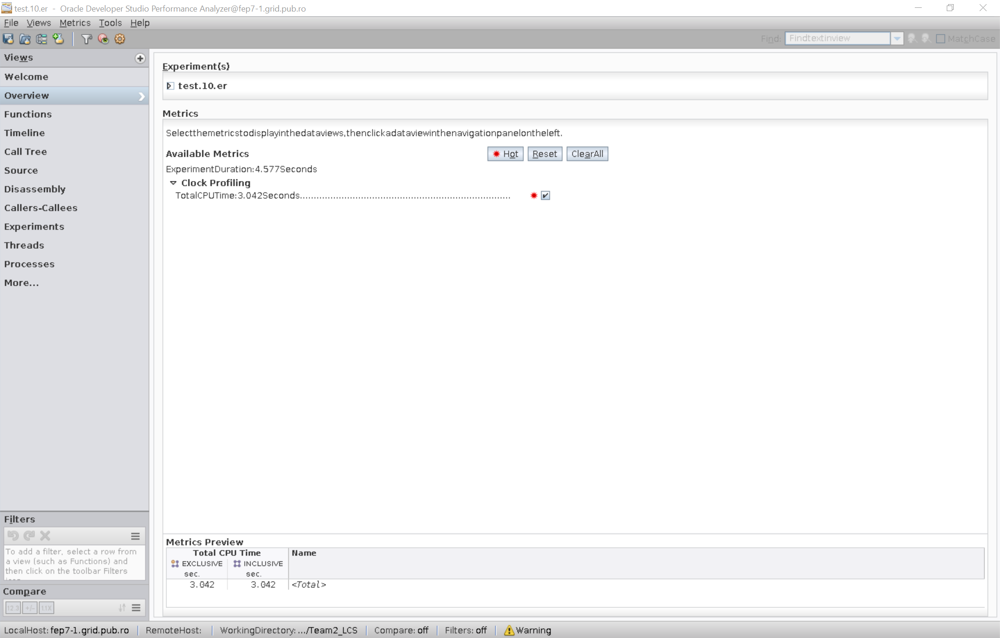 test.10.er - Oracle Developer Studio Performance Analyzer@fep7-1.grid.pub.ro
File Views Metrics Tools Help
Find: Findtextinview MatchCase
Views
Welcome
Overview
Functions
Timeline
Call Tree
Source
Disassembly
Callers-Callees
Experiments
Threads
Processes
More...
Experiment(s)
test.10.er
Metrics
Selectthemetricstodisplayinthedataviews,thenclickadataviewinthenavigationpanelontheleft.
Available Metrics Hot Reset ClearAll
ExperimentDuration:4.577Seconds
Clock Profiling
TotalCPUTime:3.042Seconds............................................................................
Filters
To add a filter, select a row from
a view (such as Functions) and
then click on the toolbar Filters
Compare
12.3 +/- 1.1X
Metrics Preview
Total CPU Time Name
EXCLUSIVE INCLUSIVE
sec. sec.
3.042 3.042 <Total>
LocalHost: fep7-1.grid.pub.ro RemoteHost: WorkingDirectory: .../Team2_LCS Compare: off Filters: off Warning